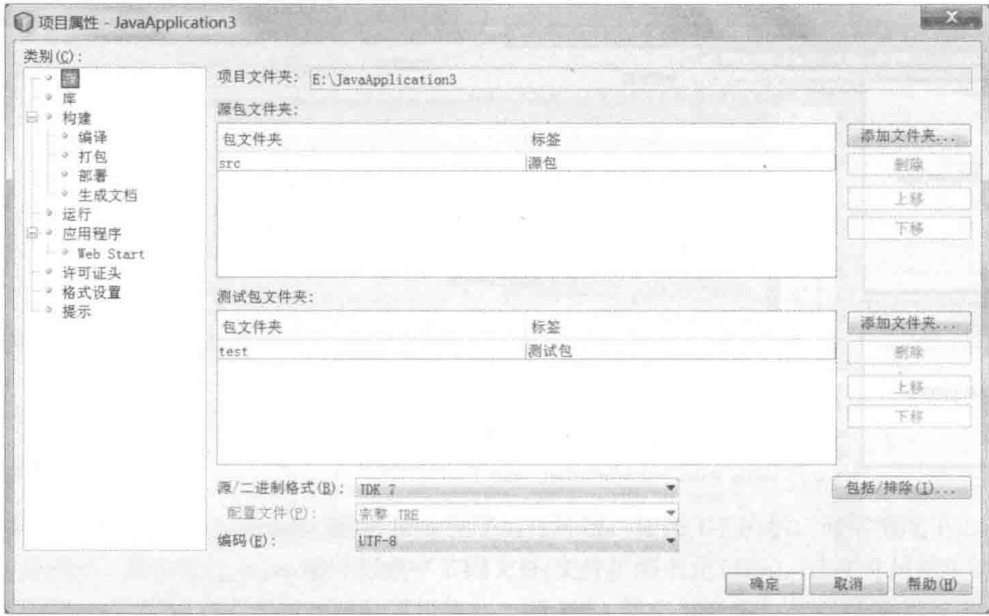 项目属性 - JavaApplication3
类别(C):
源
库
构建
编译
打包
部署
生成文档
运行
应用程序
Web Start
许可证头
格式设置
提示
项目文件夹: E:\JavaApplication3
源包文件夹:
包文件夹 标签
src 源包
添加文件夹...
删除
上移
下移
测试包文件夹:
包文件夹 标签
test 测试包
添加文件夹...
删除
上移
下移
源/二进制格式(B): JDK 7
包括/排除(I)...
配置文件(P): 完整 JRE
编码(E): UTF-8
确定 取消 帮助(H)